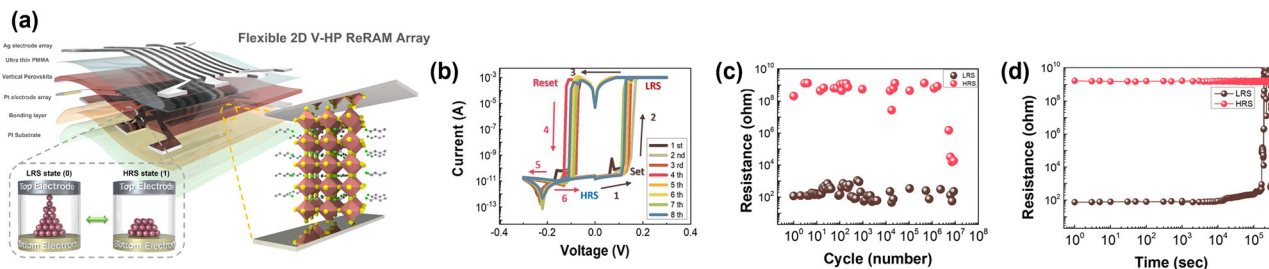 (a)
Flexible 2D V-HP ReRAM Array
Ag electrode array
Ultra thin PMMA
Vertical Perovskite
Pt electrode array
Bonding layer
PI Substrate
LRS state (0)
HRS state (1)
Top Electrode
Top Electrode
Bottom Electrode
Bottom Electrode
(b)
Current (A)
10⁻³
10⁻⁵
10⁻⁷
10⁻⁹
10⁻¹¹
10⁻¹³
Reset
3
LRS
4
2
5
Set
6
HRS
1
1 st
2 nd
3 rd
4 th
5 th
6 th
7 th
8 th
-0.4
-0.2
0.0
0.2
0.4
Voltage (V)
(c)
Resistance (ohm)
10¹⁰
10⁸
10⁶
10⁴
10²
10⁰
LRS
HRS
10⁰ 10¹ 10² 10³ 10⁴ 10⁵ 10⁶ 10⁷ 10⁸
Cycle (number)
(d)
Resistance (ohm)
10¹⁰
10⁸
10⁶
10⁴
10²
10⁰
LRS
HRS
10⁰ 10¹ 10² 10³ 10⁴ 10⁵
Time (sec)